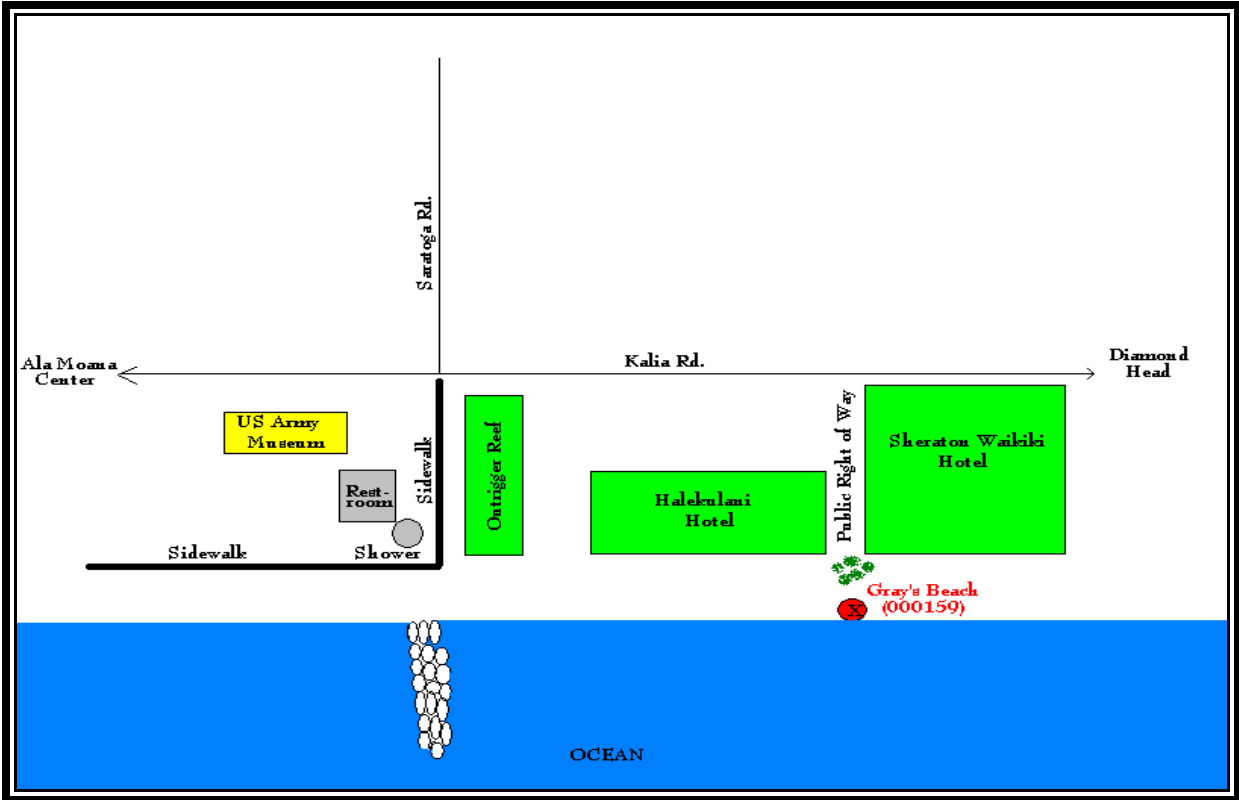 Saratoga Rd.
Ala Moana
Center
Kalia Rd.
Diamond
Head
US Army
Museum
Sidewalk
Outrigger Reef
Public Right of Way
Sheraton Waikiki
Hotel
Rest-
room
Halekulani
Hotel
Sidewalk
Shower
Gray's Beach
(000159)
X
OCEAN